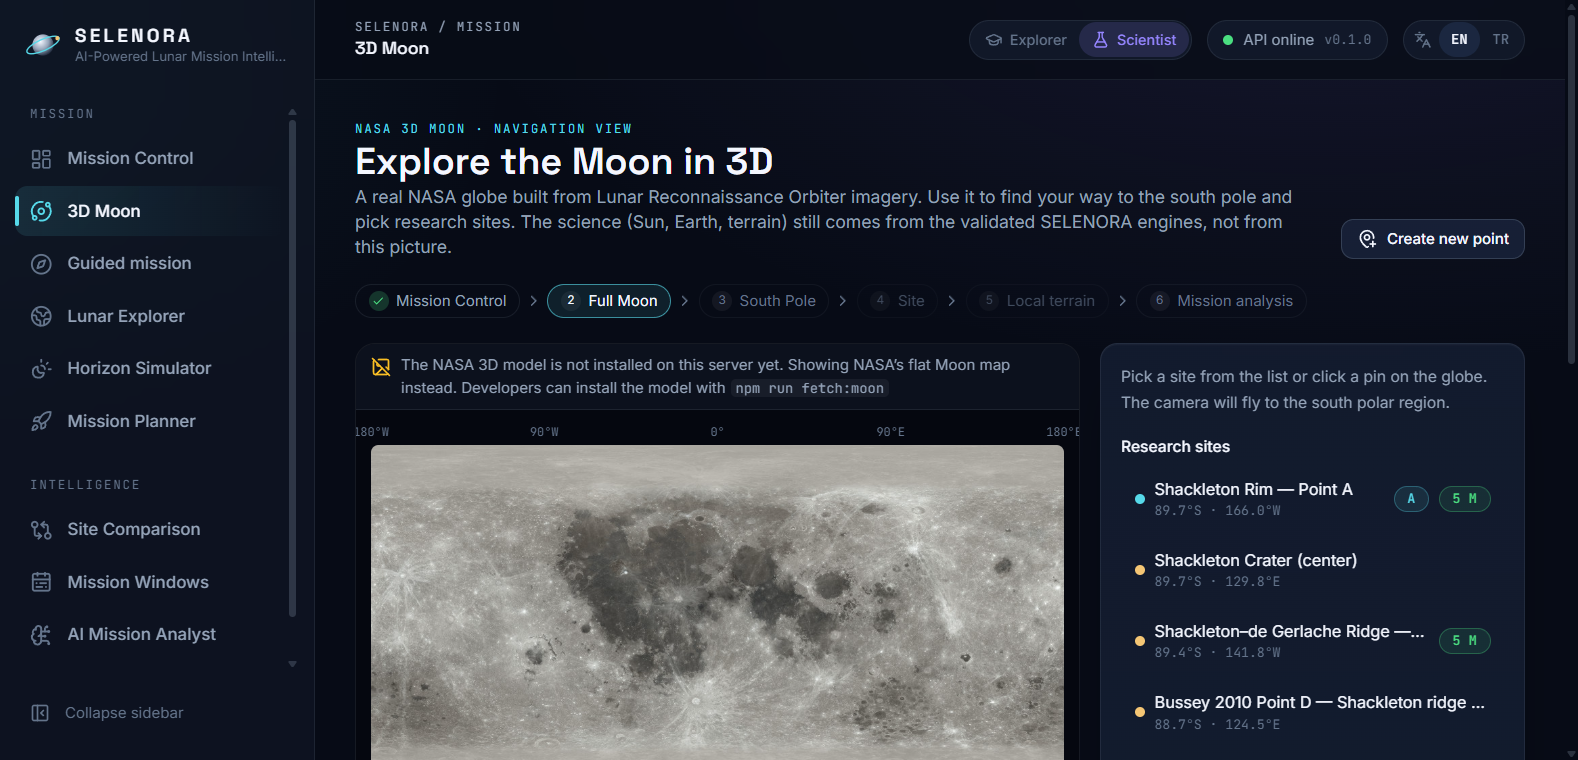 SELENORA
AI-Powered Lunar Mission Intelli...
MISSION
Mission Control
3D Moon
Guided mission
Lunar Explorer
Horizon Simulator
Mission Planner
INTELLIGENCE
Site Comparison
Mission Windows
AI Mission Analyst
Collapse sidebar
SELENORA / MISSION
3D Moon
Explorer
Scientist
API online v0.1.0
EN
TR
NASA 3D MOON · NAVIGATION VIEW
Explore the Moon in 3D
A real NASA globe built from Lunar Reconnaissance Orbiter imagery. Use it to find your way to the south pole and
pick research sites. The science (Sun, Earth, terrain) still comes from the validated SELENORA engines, not from
this picture.
Create new point
Mission Control
2 Full Moon
3 South Pole
4 Site
5 Local terrain
6 Mission analysis
The NASA 3D model is not installed on this server yet. Showing NASA's flat Moon map
instead. Developers can install the model with npm run fetch:moon
180°W 90°W 0° 90°E 180°E
Pick a site from the list or click a pin on the globe.
The camera will fly to the south polar region.
Research sites
Shackleton Rim — Point A
89.7°S · 166.0°W
A
5 M
Shackleton Crater (center)
89.7°S · 129.8°E
Shackleton–de Gerlache Ridge —...
89.4°S · 141.8°W
5 M
Bussey 2010 Point D — Shackleton ridge ...
88.7°S · 124.5°E